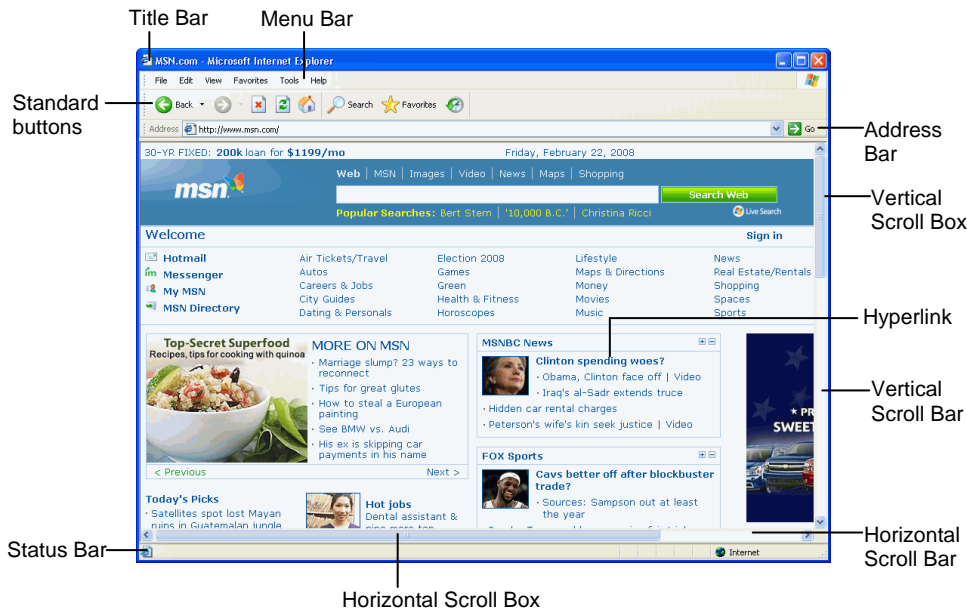 Title Bar
Menu Bar
MSN.com - Microsoft Internet Explorer
File Edit View Favorites Tools Help
Standard
buttons
Back
Search
Favorites
Address
http://www.msn.com/
Go
Address
Bar
30-YR FIXED: 200k loan for $1199/mo
Friday, February 22, 2008
msn
Web | MSN | Images | Video | News | Maps | Shopping
Search Web
Popular Searches: Bert Stern | '10,000 B.C.' | Christina Ricci
Live Search
Vertical
Scroll Box
Welcome
Sign in
Hotmail
Messenger
My MSN
MSN Directory
Air Tickets/Travel
Autos
Careers & Jobs
City Guides
Dating & Personals
Election 2008
Games
Green
Health & Fitness
Horoscopes
Lifestyle
Maps & Directions
Money
Movies
Music
News
Real Estate/Rentals
Shopping
Spaces
Sports
Hyperlink
Top-Secret Superfood
Recipes, tips for cooking with quinoa
MORE ON MSN
· Marriage slump? 23 ways to
reconnect
· Tips for great glutes
· How to steal a European
painting
· See BMW vs. Audi
· His ex is skipping car
payments in his name
< Previous
Next >
MSNBC News
Clinton spending woes?
· Obama, Clinton face off | Video
· Iraq's al-Sadr extends truce
· Hidden car rental charges
· Peterson's wife's kin seek justice | Video
PR
SWEET
Vertical
Scroll Bar
FOX Sports
Cavs better off after blockbuster
trade?
· Sources: Sampson out at least
the year
Today's Picks
· Satellites spot lost Mayan
ruins in Guatemalan jungle
Hot jobs
Dental assistant &
Status Bar
Internet
Horizontal
Scroll Bar
Horizontal Scroll Box